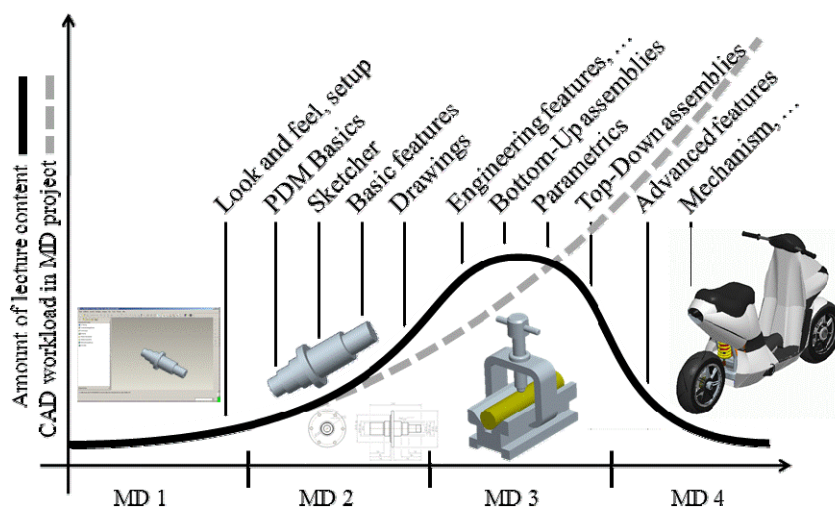 Amount of lecture content
CAD workload in MD project
Look and feel, setup
PDM Basics
Sketcher
Basic features
Drawings
Engineering features, ...
Bottom-Up assemblies
Parametrics
Top-Down assemblies
Advanced features
Mechanism, ...
MD 1
MD 2
MD 3
MD 4